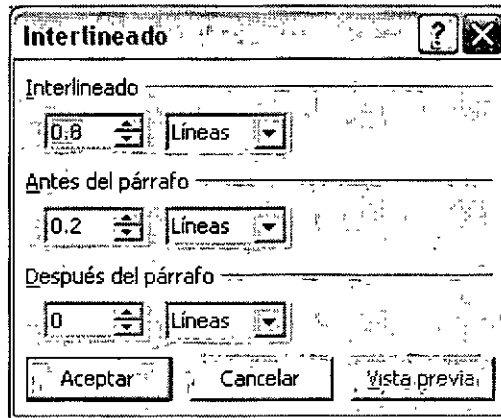 Interlineado ?
Interlineado
0.8 Líneas
Antes del párrafo
0.2 Líneas
Después del párrafo
0 Líneas
Aceptar Cancelar Vista previa